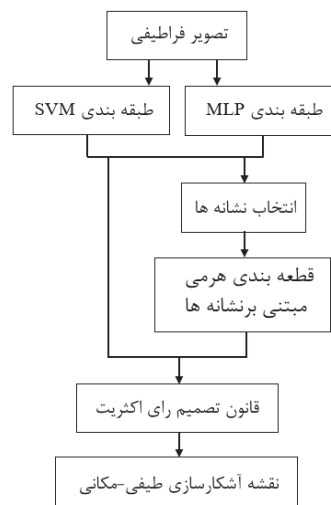 تصویر فراطیفی
طبقه بندی MLP
طبقه بندی SVM
انتخاب نشانه ها
قطعه بندی هرمی
مبتنی برنشانه ها
قانون تصمیم رای اکثریت
نقشه آشکارسازی طیفی-مکانی